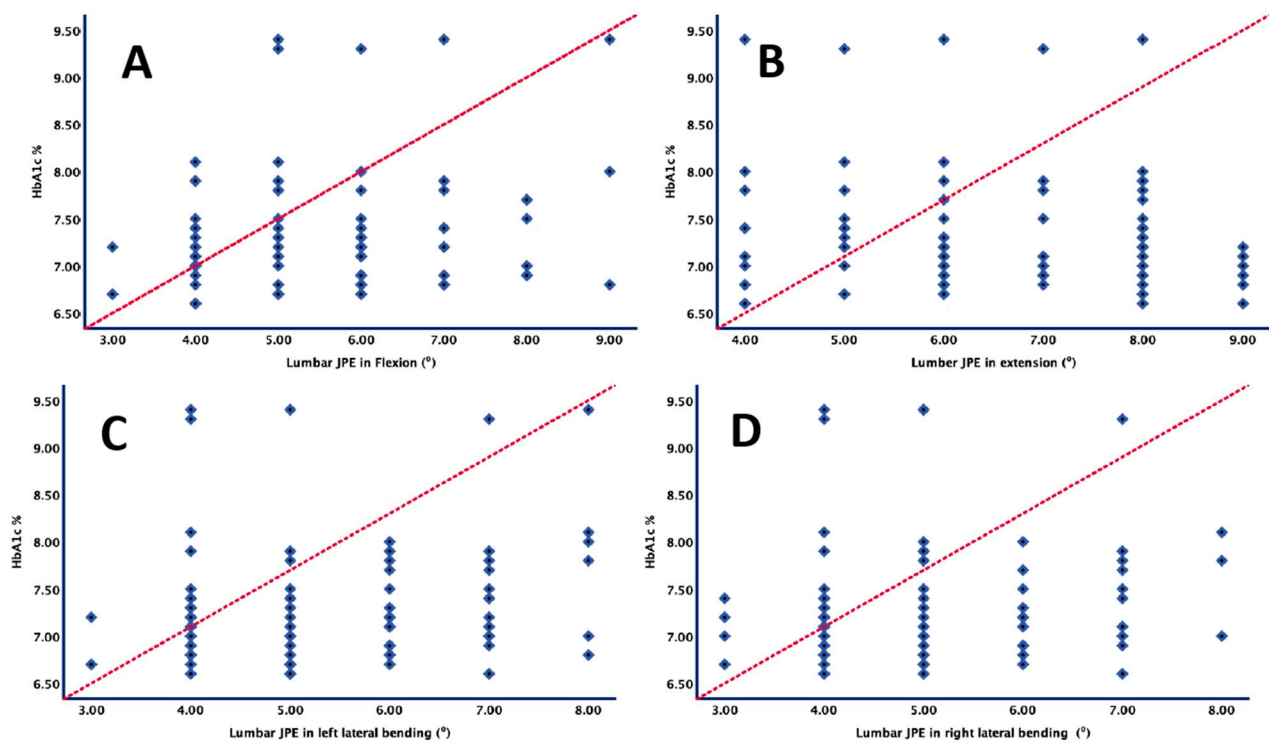 A
HbA1c %
9.50
9.00
8.50
8.00
7.50
7.00
6.50
3.00 4.00 5.00 6.00 7.00 8.00 9.00
Lumbar JPE in Flexion (⁰)
B
HbA1c %
9.50
9.00
8.50
8.00
7.50
7.00
6.50
4.00 5.00 6.00 7.00 8.00 9.00
Lumber JPE in extension (⁰)
C
HbA1c %
9.50
9.00
8.50
8.00
7.50
7.00
6.50
3.00 4.00 5.00 6.00 7.00 8.00
Lumbar JPE in left lateral bending (⁰)
D
HbA1c %
9.50
9.00
8.50
8.00
7.50
7.00
6.50
3.00 4.00 5.00 6.00 7.00 8.00
Lumbar JPE in right lateral bending (⁰)